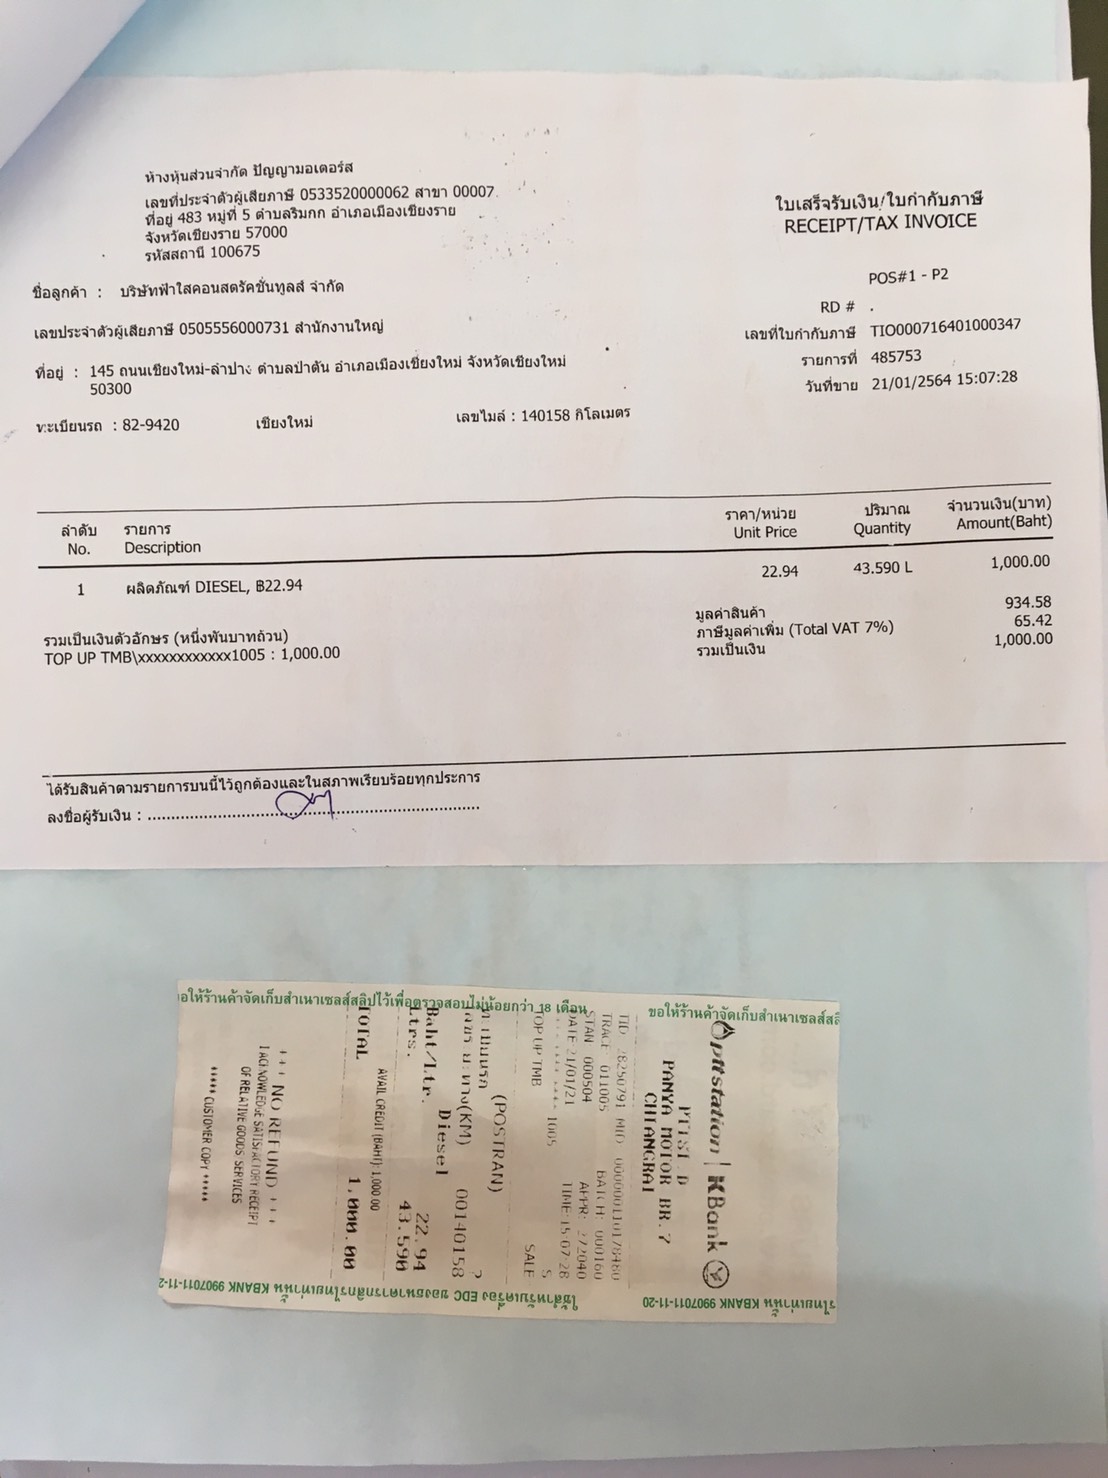 ห้างหุ้นส่วนจำกัด ปัญญามอเตอร์ส
เลขที่ประจำตัวผู้เสียภาษี 0533520000062 สาขา 00007
ที่อยู่ 483 หมู่ที่ 5 ตำบลริมกก อำเภอเมืองเชียงราย
จังหวัดเชียงราย 57000
รหัสสถานี 100675
ใบเสร็จรับเงิน/ใบกำกับภาษี
RECEIPT/TAX INVOICE
POS#1 - P2
RD # .
เลขที่ใบกำกับภาษี TIO000716401000347
รายการที่ 485753
วันที่ขาย 21/01/2564 15:07:28
ชื่อลูกค้า : บริษัทฟ้าใสคอนสตรัคชั่นทูลส์ จำกัด
เลขประจำตัวผู้เสียภาษี 0505556000731 สำนักงานใหญ่
ที่อยู่ : 145 ถนนเชียงใหม่-ลำปาง ตำบลป่าตัน อำเภอเมืองเชียงใหม่ จังหวัดเชียงใหม่
50300
ทะเบียนรถ : 82-9420 เชียงใหม่ เลขไมล์ : 140158 กิโลเมตร
ลำดับ รายการ ราคา/หน่วย ปริมาณ จำนวนเงิน(บาท)
No. Description Unit Price Quantity Amount(Baht)
1 ผลิตภัณฑ์ DIESEL, ฿22.94 22.94 43.590 L 1,000.00
มูลค่าสินค้า 934.58
ภาษีมูลค่าเพิ่ม (Total VAT 7%) 65.42
รวมเป็นเงิน 1,000.00
รวมเป็นเงินตัวอักษร (หนึ่งพันบาทถ้วน)
TOP UP TMB\xxxxxxxxxxxx1005 : 1,000.00
ได้รับสินค้าตามรายการบนนี้ไว้ถูกต้องและในสภาพเรียบร้อยทุกประการ
ลงชื่อผู้รับเงิน :
ขอให้ร้านค้าจัดเก็บสำเนาเซลส์สลิปไว้เพื่อตรวจสอบไม่น้อยกว่า 18 เดือน
ขอให้ร้านค้าจัดเก็บสำเนาเซลส์สลิ
pttstation | KBank
PANYA MOTOR BR. 7
CHIANGRAI
TID 28250791 MID
TRACE 011005 BATCH: 000160
STAN 000504 APPR: 272040
DATE 21/01/21 TIME:15:07:28
1005
TOP UP TMB SALE
(POSTRAN)
(KM) 00140158
Diesel
Baht/Ltr. 22.94
Ltrs. 43.590
AVAIL CREDIT (BAHT): 1,000.00
TOTAL 1,000.00
*** NO REFUND ***
I ACKNOWLEDGE SATISFACTORY RECEIPT
OF RELATIVE GOODS/SERVICES
***** CUSTOMER COPY *****
ใช้สำหรับเครื่อง EDC ของธนาคารกสิกรไทยเท่านั้น KBANK 9907011-11-2
รไทยเท่านั้น KBANK 9907011-11-20